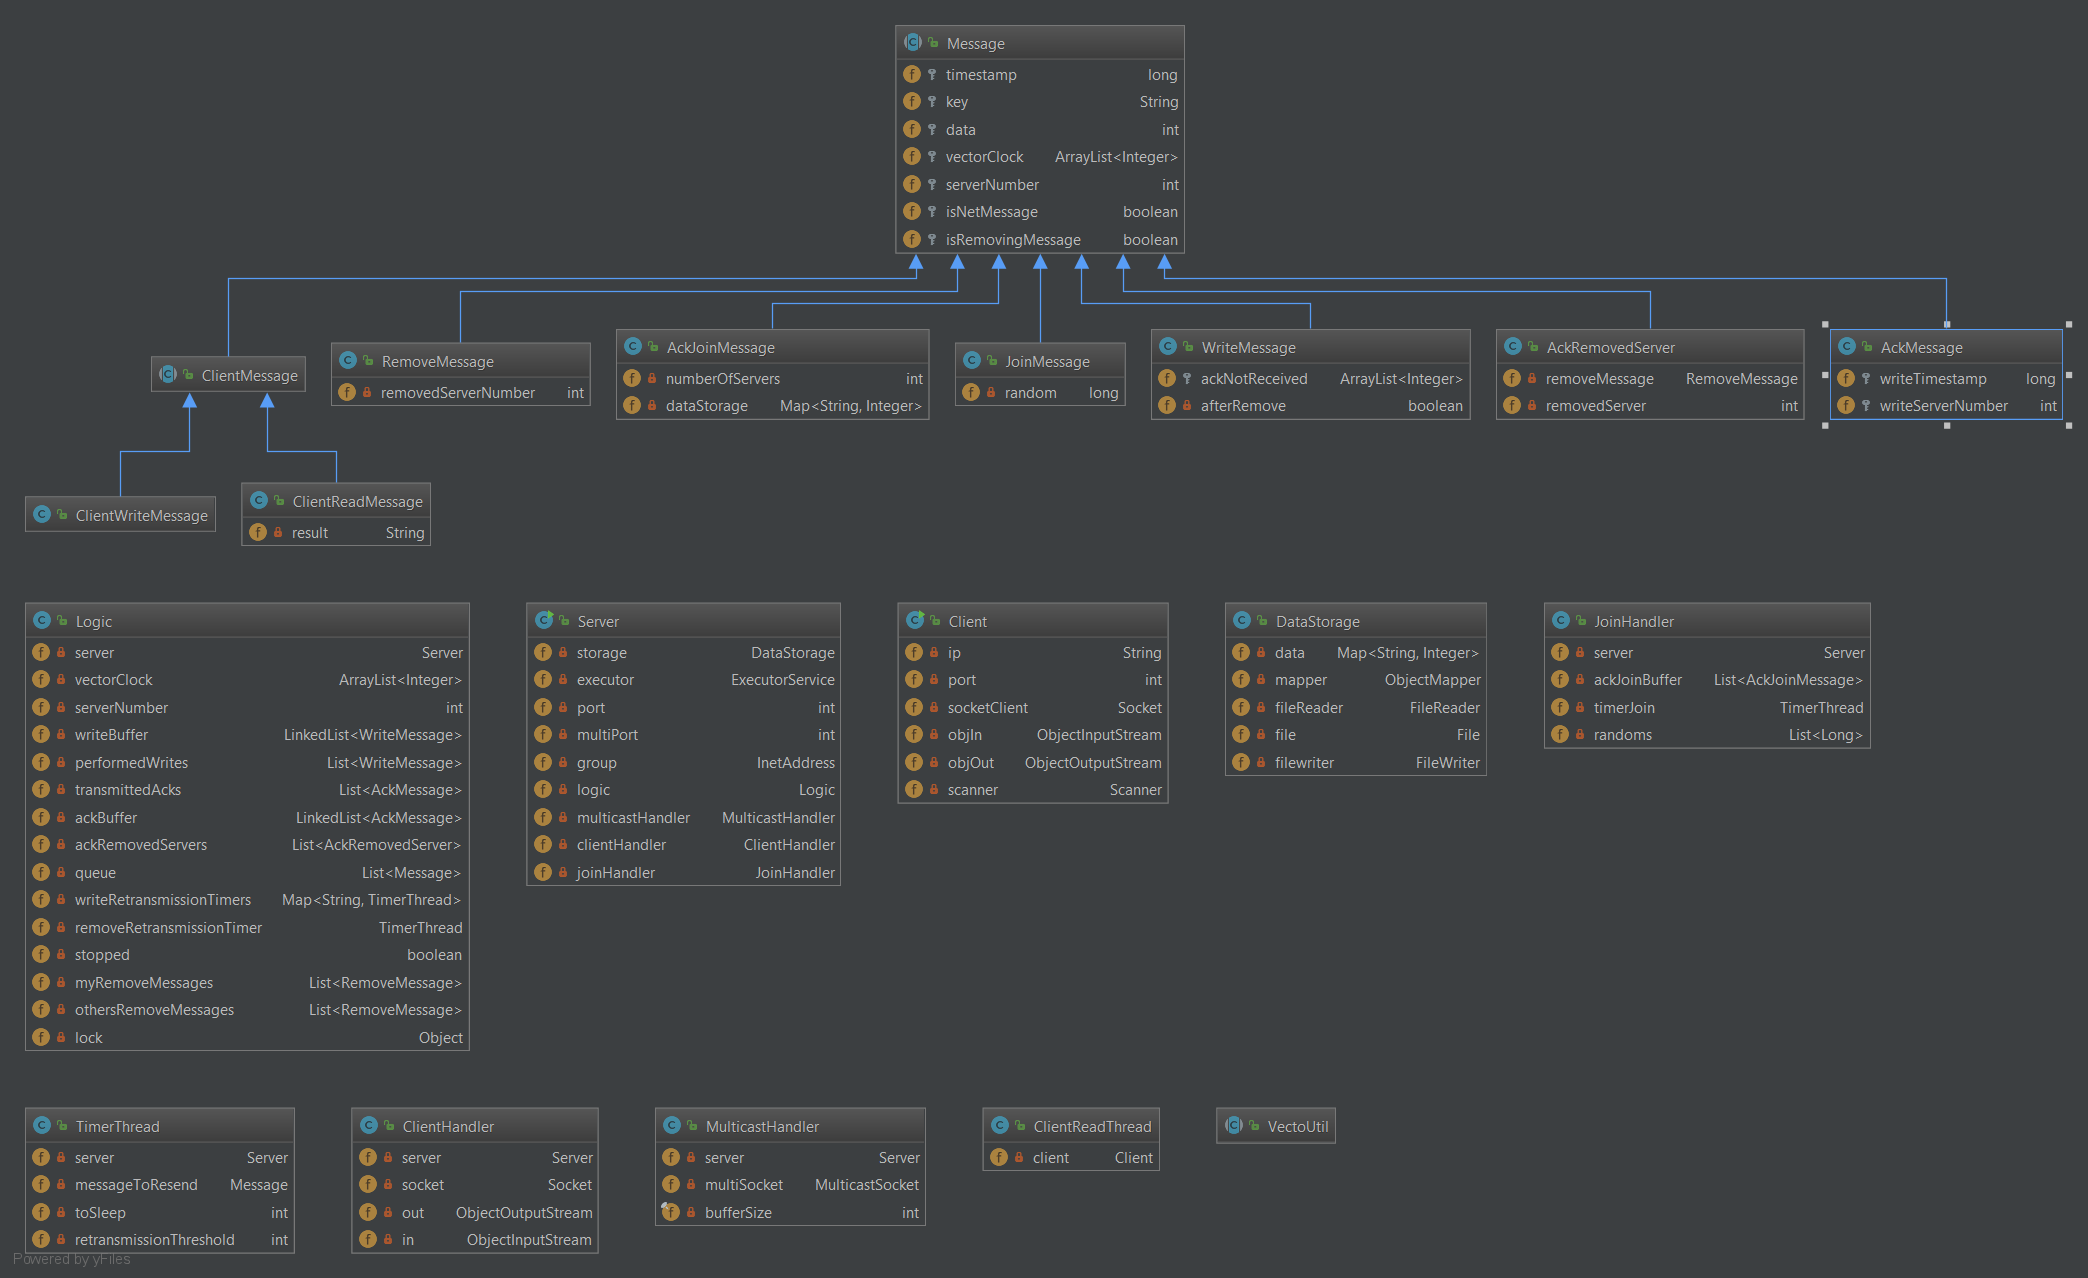 Message
timestamp long
key String
data int
vectorClock ArrayList<Integer>
serverNumber int
isNetMessage boolean
isRemovingMessage boolean
ClientMessage
RemoveMessage
removedServerNumber int
AckJoinMessage
numberOfServers int
dataStorage Map<String, Integer>
JoinMessage
random long
WriteMessage
ackNotReceived ArrayList<Integer>
afterRemove boolean
AckRemovedServer
removeMessage RemoveMessage
removedServer int
AckMessage
writeTimestamp long
writeServerNumber int
ClientWriteMessage
ClientReadMessage
result String
Logic
server Server
vectorClock ArrayList<Integer>
serverNumber int
writeBuffer LinkedList<WriteMessage>
performedWrites List<WriteMessage>
transmittedAcks List<AckMessage>
ackBuffer LinkedList<AckMessage>
ackRemovedServers List<AckRemovedServer>
queue List<Message>
writeRetransmissionTimers Map<String, TimerThread>
removeRetransmissionTimer TimerThread
stopped boolean
myRemoveMessages List<RemoveMessage>
othersRemoveMessages List<RemoveMessage>
lock Object
Server
storage DataStorage
executor ExecutorService
port int
multiPort int
group InetAddress
logic Logic
multicastHandler MulticastHandler
clientHandler ClientHandler
joinHandler JoinHandler
Client
ip String
port int
socketClient Socket
objIn ObjectInputStream
objOut ObjectOutputStream
scanner Scanner
DataStorage
data Map<String, Integer>
mapper ObjectMapper
fileReader FileReader
file File
filewriter FileWriter
JoinHandler
server Server
ackJoinBuffer List<AckJoinMessage>
timerJoin TimerThread
randoms List<Long>
TimerThread
server Server
messageToResend Message
toSleep int
retransmissionThreshold int
ClientHandler
server Server
socket Socket
out ObjectOutputStream
in ObjectInputStream
MulticastHandler
server Server
multiSocket MulticastSocket
bufferSize int
ClientReadThread
client Client
VectoUtil
Powered by yFiles